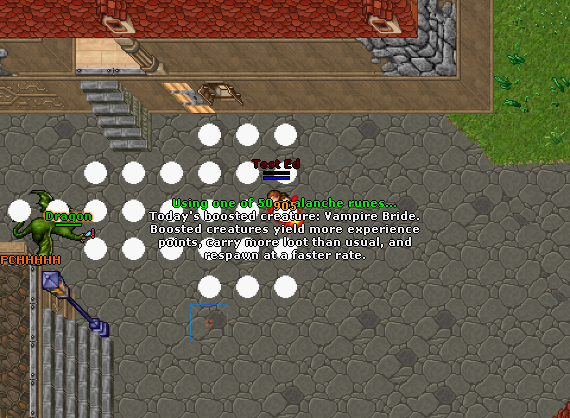 Test Ed
Using one of 50 avalanche runes...
Dragon
Today's boosted creature: Vampire Bride.
Boosted creatures yield more experience
points, carry more loot than usual, and
respawn at a faster rate.
FCHHHHH